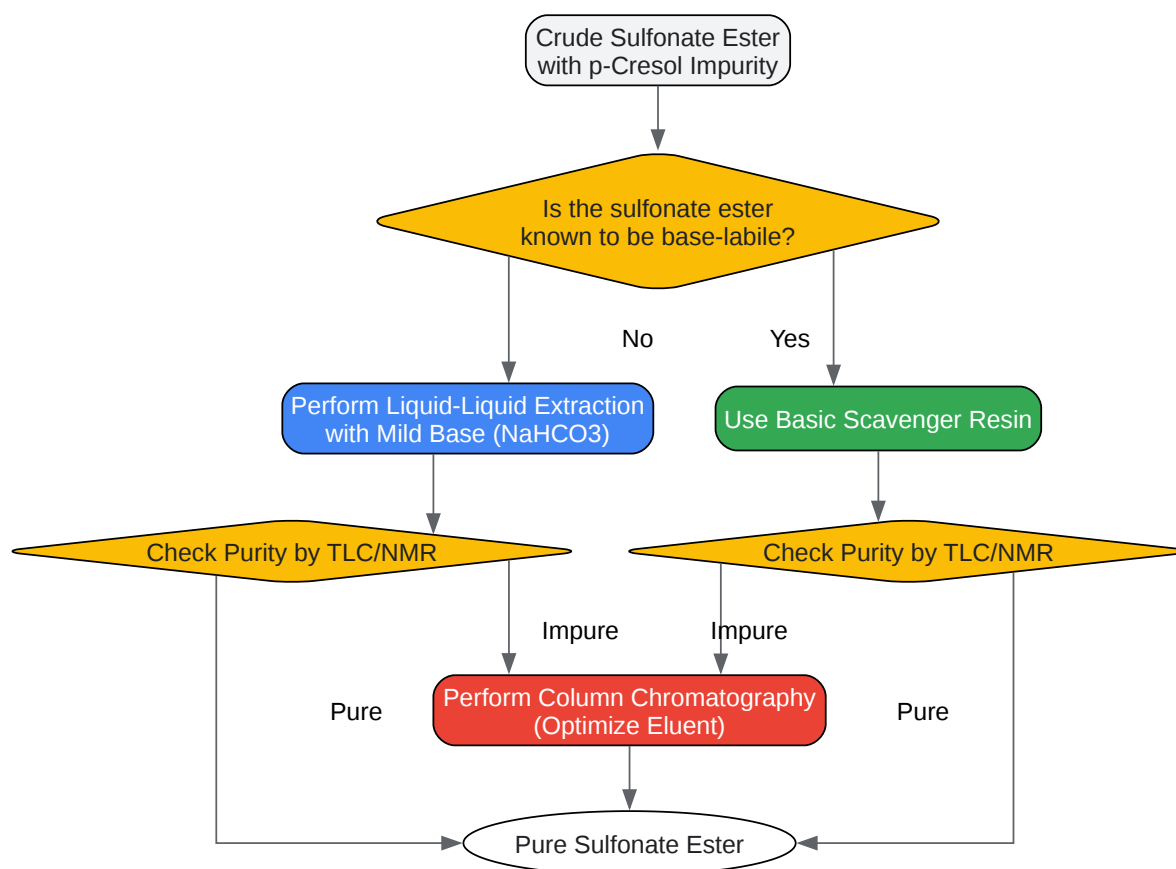 Crude Sulfonate Ester
with p-Cresol Impurity
Is the sulfonate ester
known to be base-labile?
No
Yes
Perform Liquid-Liquid Extraction
with Mild Base (NaHCO3)
Use Basic Scavenger Resin
Check Purity by TLC/NMR
Check Purity by TLC/NMR
Impure
Impure
Perform Column Chromatography
(Optimize Eluent)
Pure
Pure
Pure Sulfonate Ester